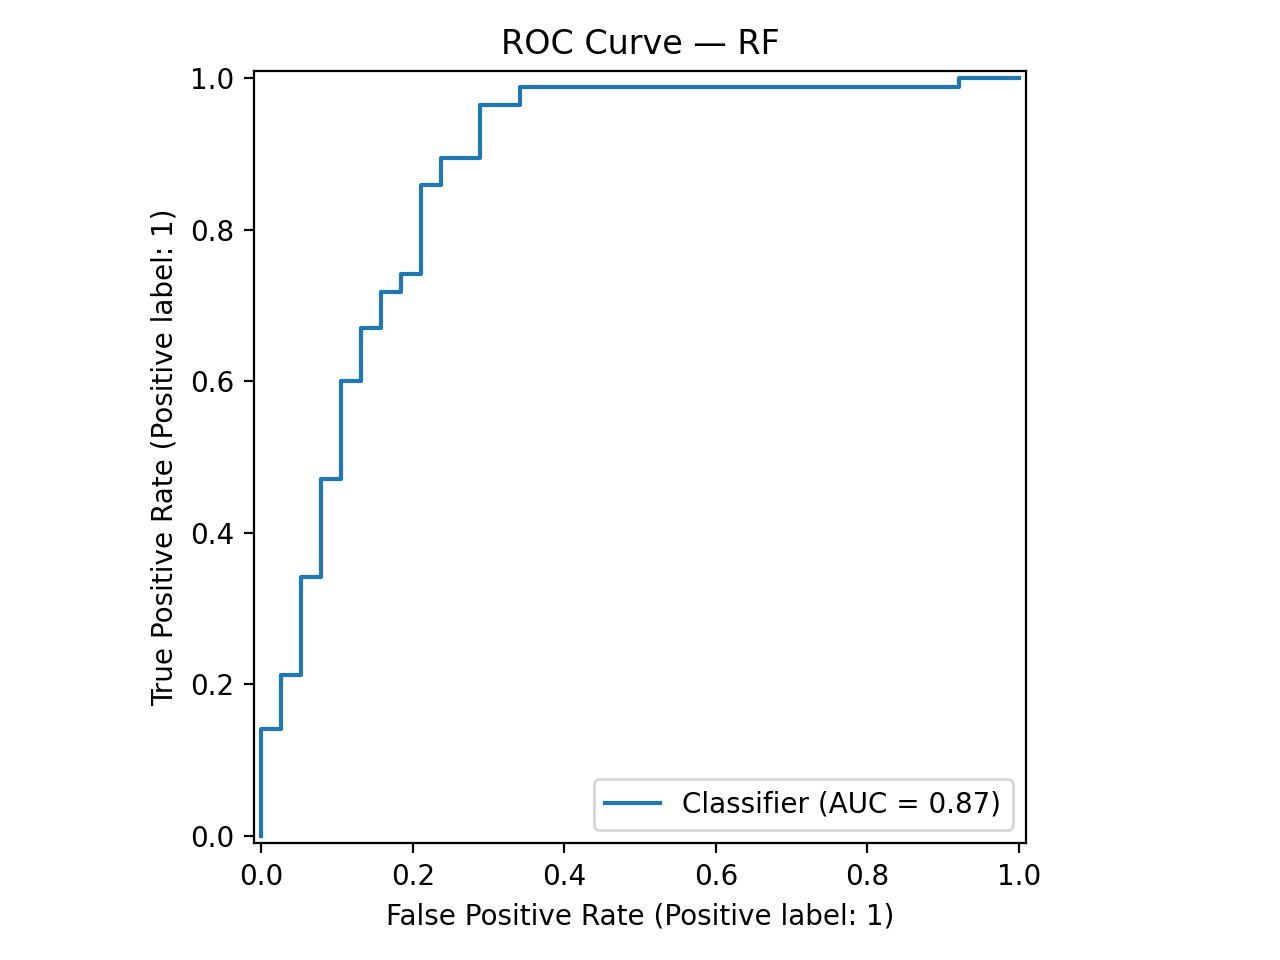 ROC Curve — RF
True Positive Rate (Positive label: 1)
1.0
0.8
0.6
0.4
0.2
0.0
Classifier (AUC = 0.87)
0.0 0.2 0.4 0.6 0.8 1.0
False Positive Rate (Positive label: 1)